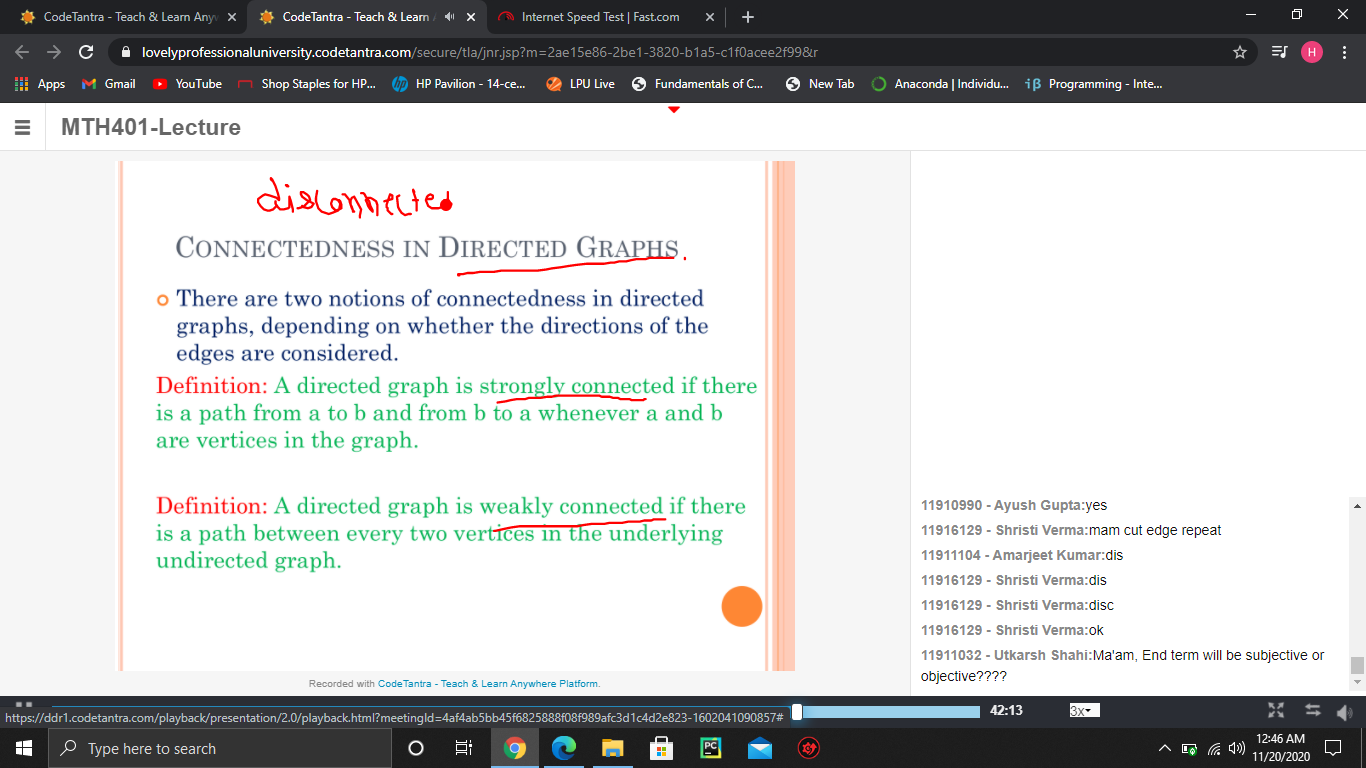 CodeTantra - Teach & Learn Any
CodeTantra - Teach & Learn
Internet Speed Test | Fast.com
lovelyprofessionaluniversity.codetantra.com/secure/tla/jnr.jsp?m=2ae15e86-2be1-3820-b1a5-c1f0acee2f99&r
H
Apps
Gmail
YouTube
Shop Staples for HP...
HP Pavilion - 14-ce...
LPU Live
Fundamentals of C...
New Tab
Anaconda | Individu...
Programming - Inte...
MTH401-Lecture
disconnected
CONNECTEDNESS IN DIRECTED GRAPHS.
There are two notions of connectedness in directed
graphs, depending on whether the directions of the
edges are considered.
Definition: A directed graph is strongly connected if there
is a path from a to b and from b to a whenever a and b
are vertices in the graph.
Definition: A directed graph is weakly connected if there
is a path between every two vertices in the underlying
undirected graph.
Recorded with CodeTantra - Teach & Learn Anywhere Platform.
11910990 - Ayush Gupta:yes
11916129 - Shristi Verma:mam cut edge repeat
11911104 - Amarjeet Kumar:dis
11916129 - Shristi Verma:dis
11916129 - Shristi Verma:disc
11916129 - Shristi Verma:ok
11911032 - Utkarsh Shahi:Ma'am, End term will be subjective or
objective????
https://ddr1.codetantra.com/playback/presentation/2.0/playback.html?meetingId=4af4ab5bb45f6825888f08f989afc3d1c4d2e823-1602041090857#
42:13
3x
Type here to search
PC
12:46 AM
11/20/2020